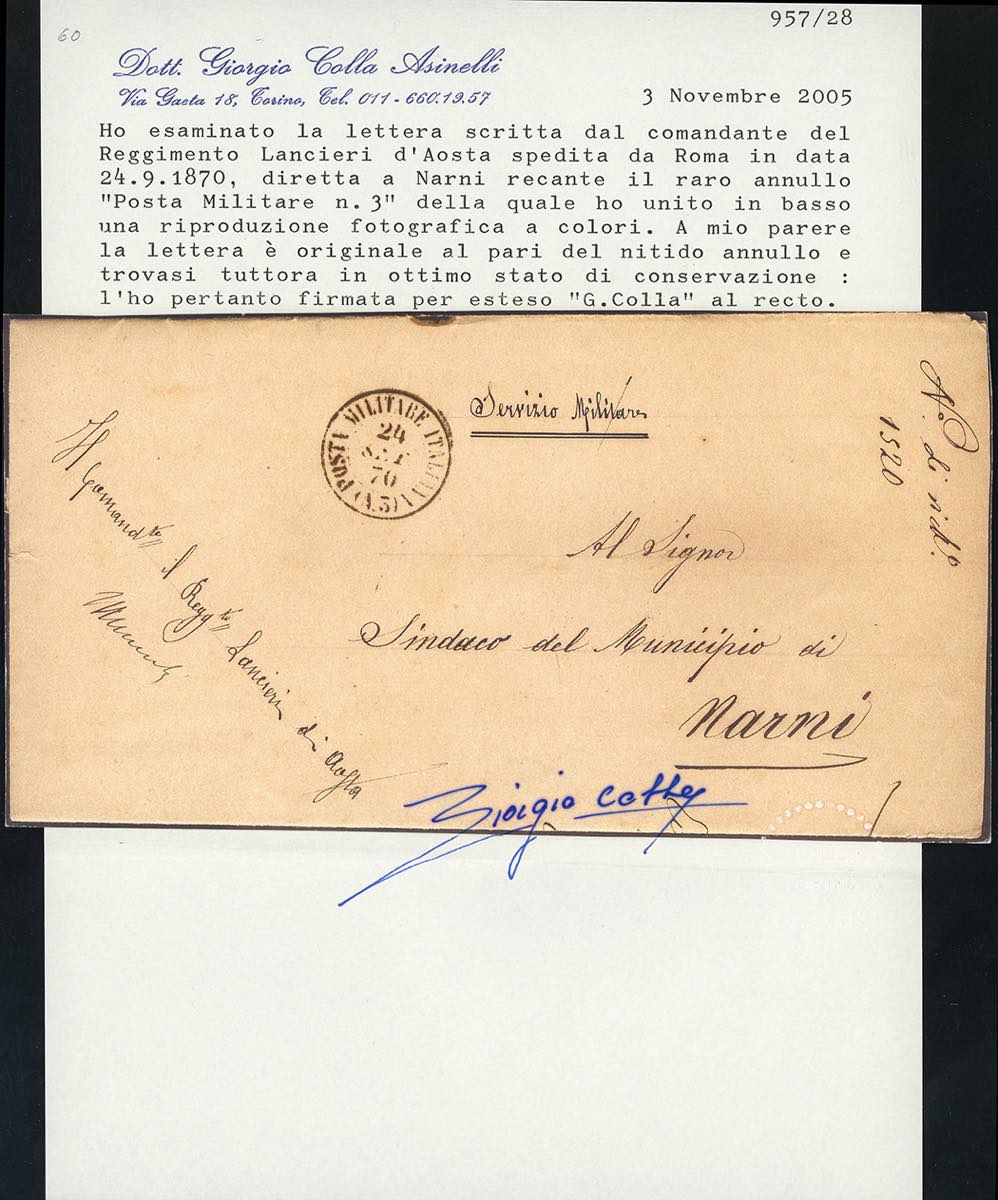 957/28
60
Dott. Giorgio Colla Asinelli
Via Gaeta 18, Torino, Tel. 011-660.19.57
3 Novembre 2005
Ho esaminato la lettera scritta dal comandante del
Reggimento Lancieri d'Aosta spedita da Roma in data
24.9.1870, diretta a Narni recante il raro annullo
"Posta Militare n.3" della quale ho unito in basso
una riproduzione fotografica a colori. A mio parere
la lettera è originale al pari del nitido annullo e
trovasi tuttora in ottimo stato di conservazione :
l'ho pertanto firmata per esteso "G.Colla" al recto.
POSTA MILITARE ITALIANA (N.3)
24
SET
70
Servizio Militare
N.o di
1520
Il Comandte il Reggto Lancieri di Aosta
Al Signor
Sindaco del Municipio di
Narni
Giorgio Colla